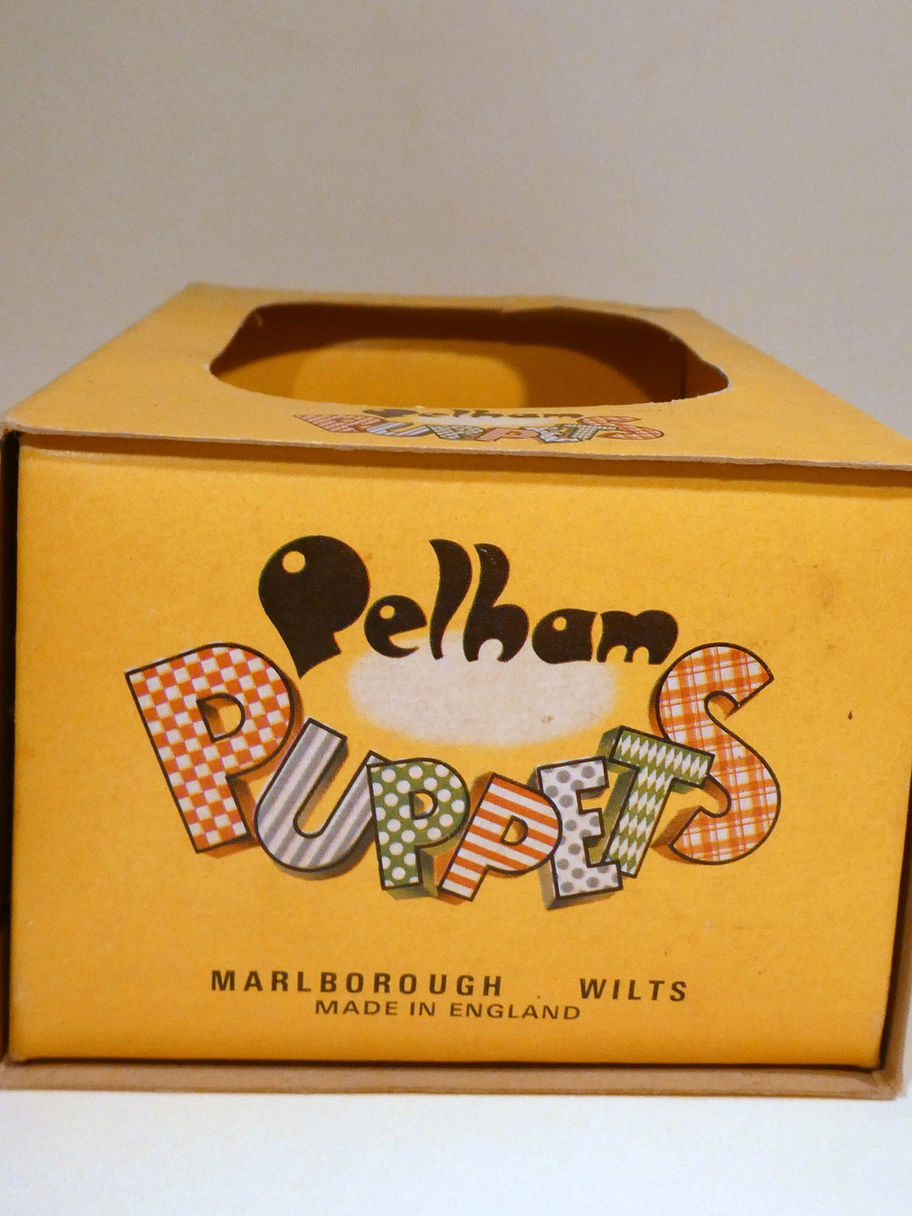 Pelham
PUPPETS
Pelham
PUPPETS
MARLBOROUGH WILTS
MADE IN ENGLAND